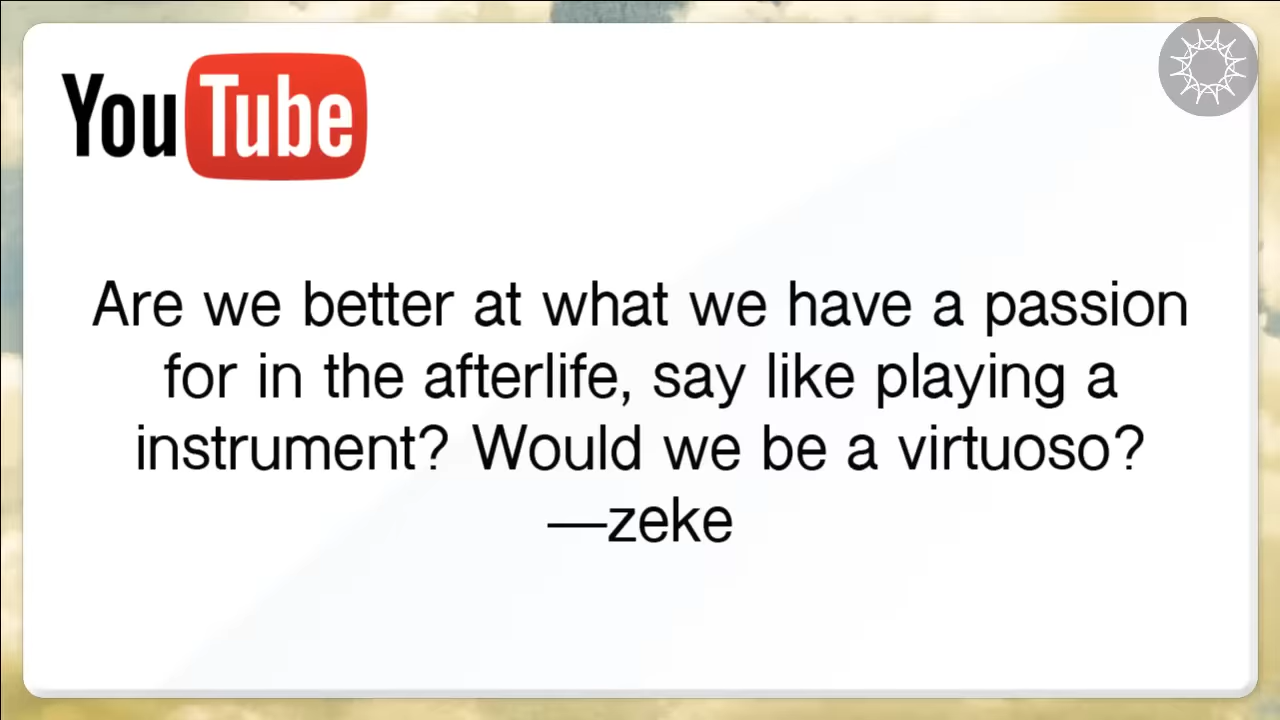 YouTube
Are we better at what we have a passion
for in the afterlife, say like playing a
instrument? Would we be a virtuoso?
—zeke